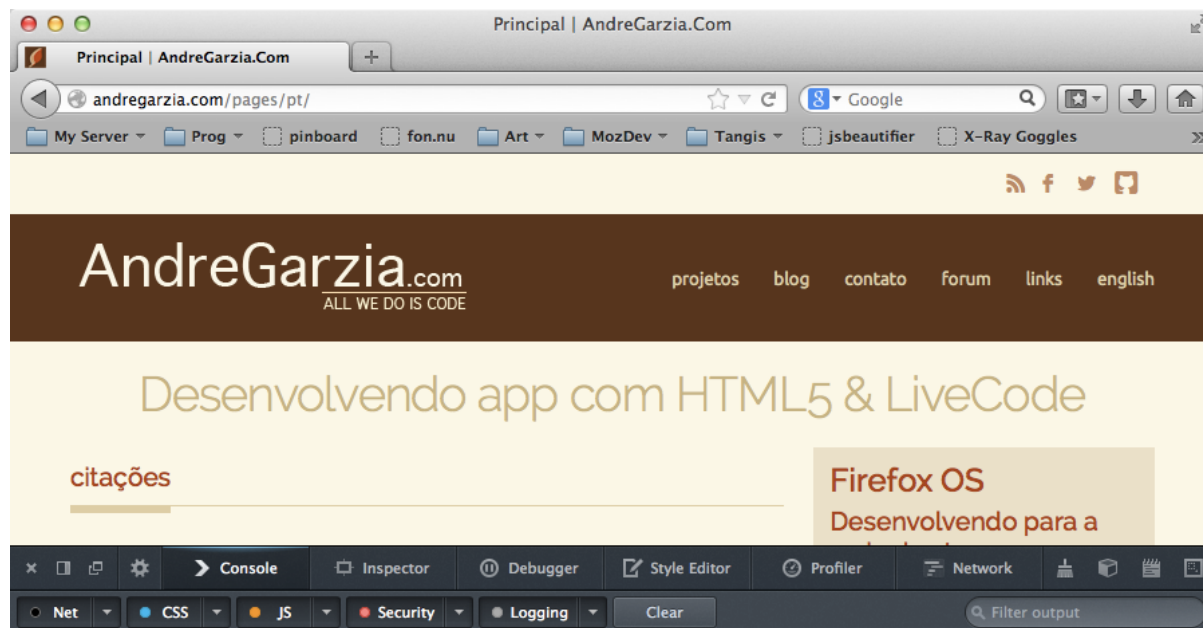 Principal | AndreGarzia.Com
Principal | AndreGarzia.Com
andregarzia.com/pages/pt/
Google
My Server Prog pinboard fon.nu Art MozDev Tangis jsbeautifier X-Ray Goggles
AndreGarzia.com
ALL WE DO IS CODE
projetos blog contato forum links english
Desenvolvendo app com HTML5 & LiveCode
citações
Firefox OS
Desenvolvendo para a
Console Inspector Debugger Style Editor Profiler Network
Net CSS JS Security Logging Clear Filter output